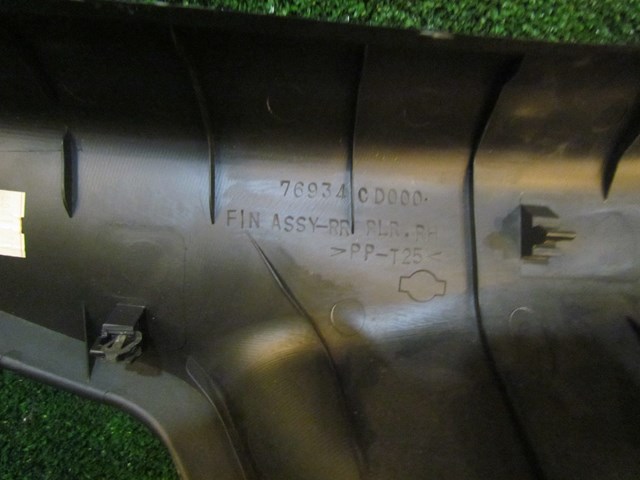 76934 CD000
FIN ASSY-RR PLR, RH
>PP-T25<